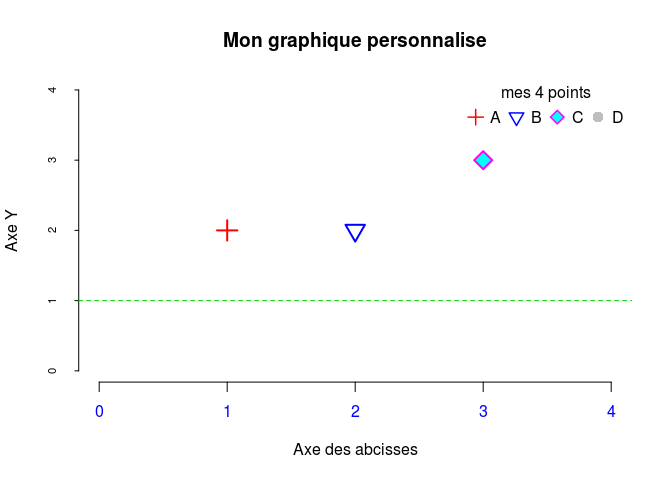 Mon graphique personnalise
mes 4 points
A B C D
4
3
2
1
0
Axe Y
0 1 2 3 4
Axe des abcisses